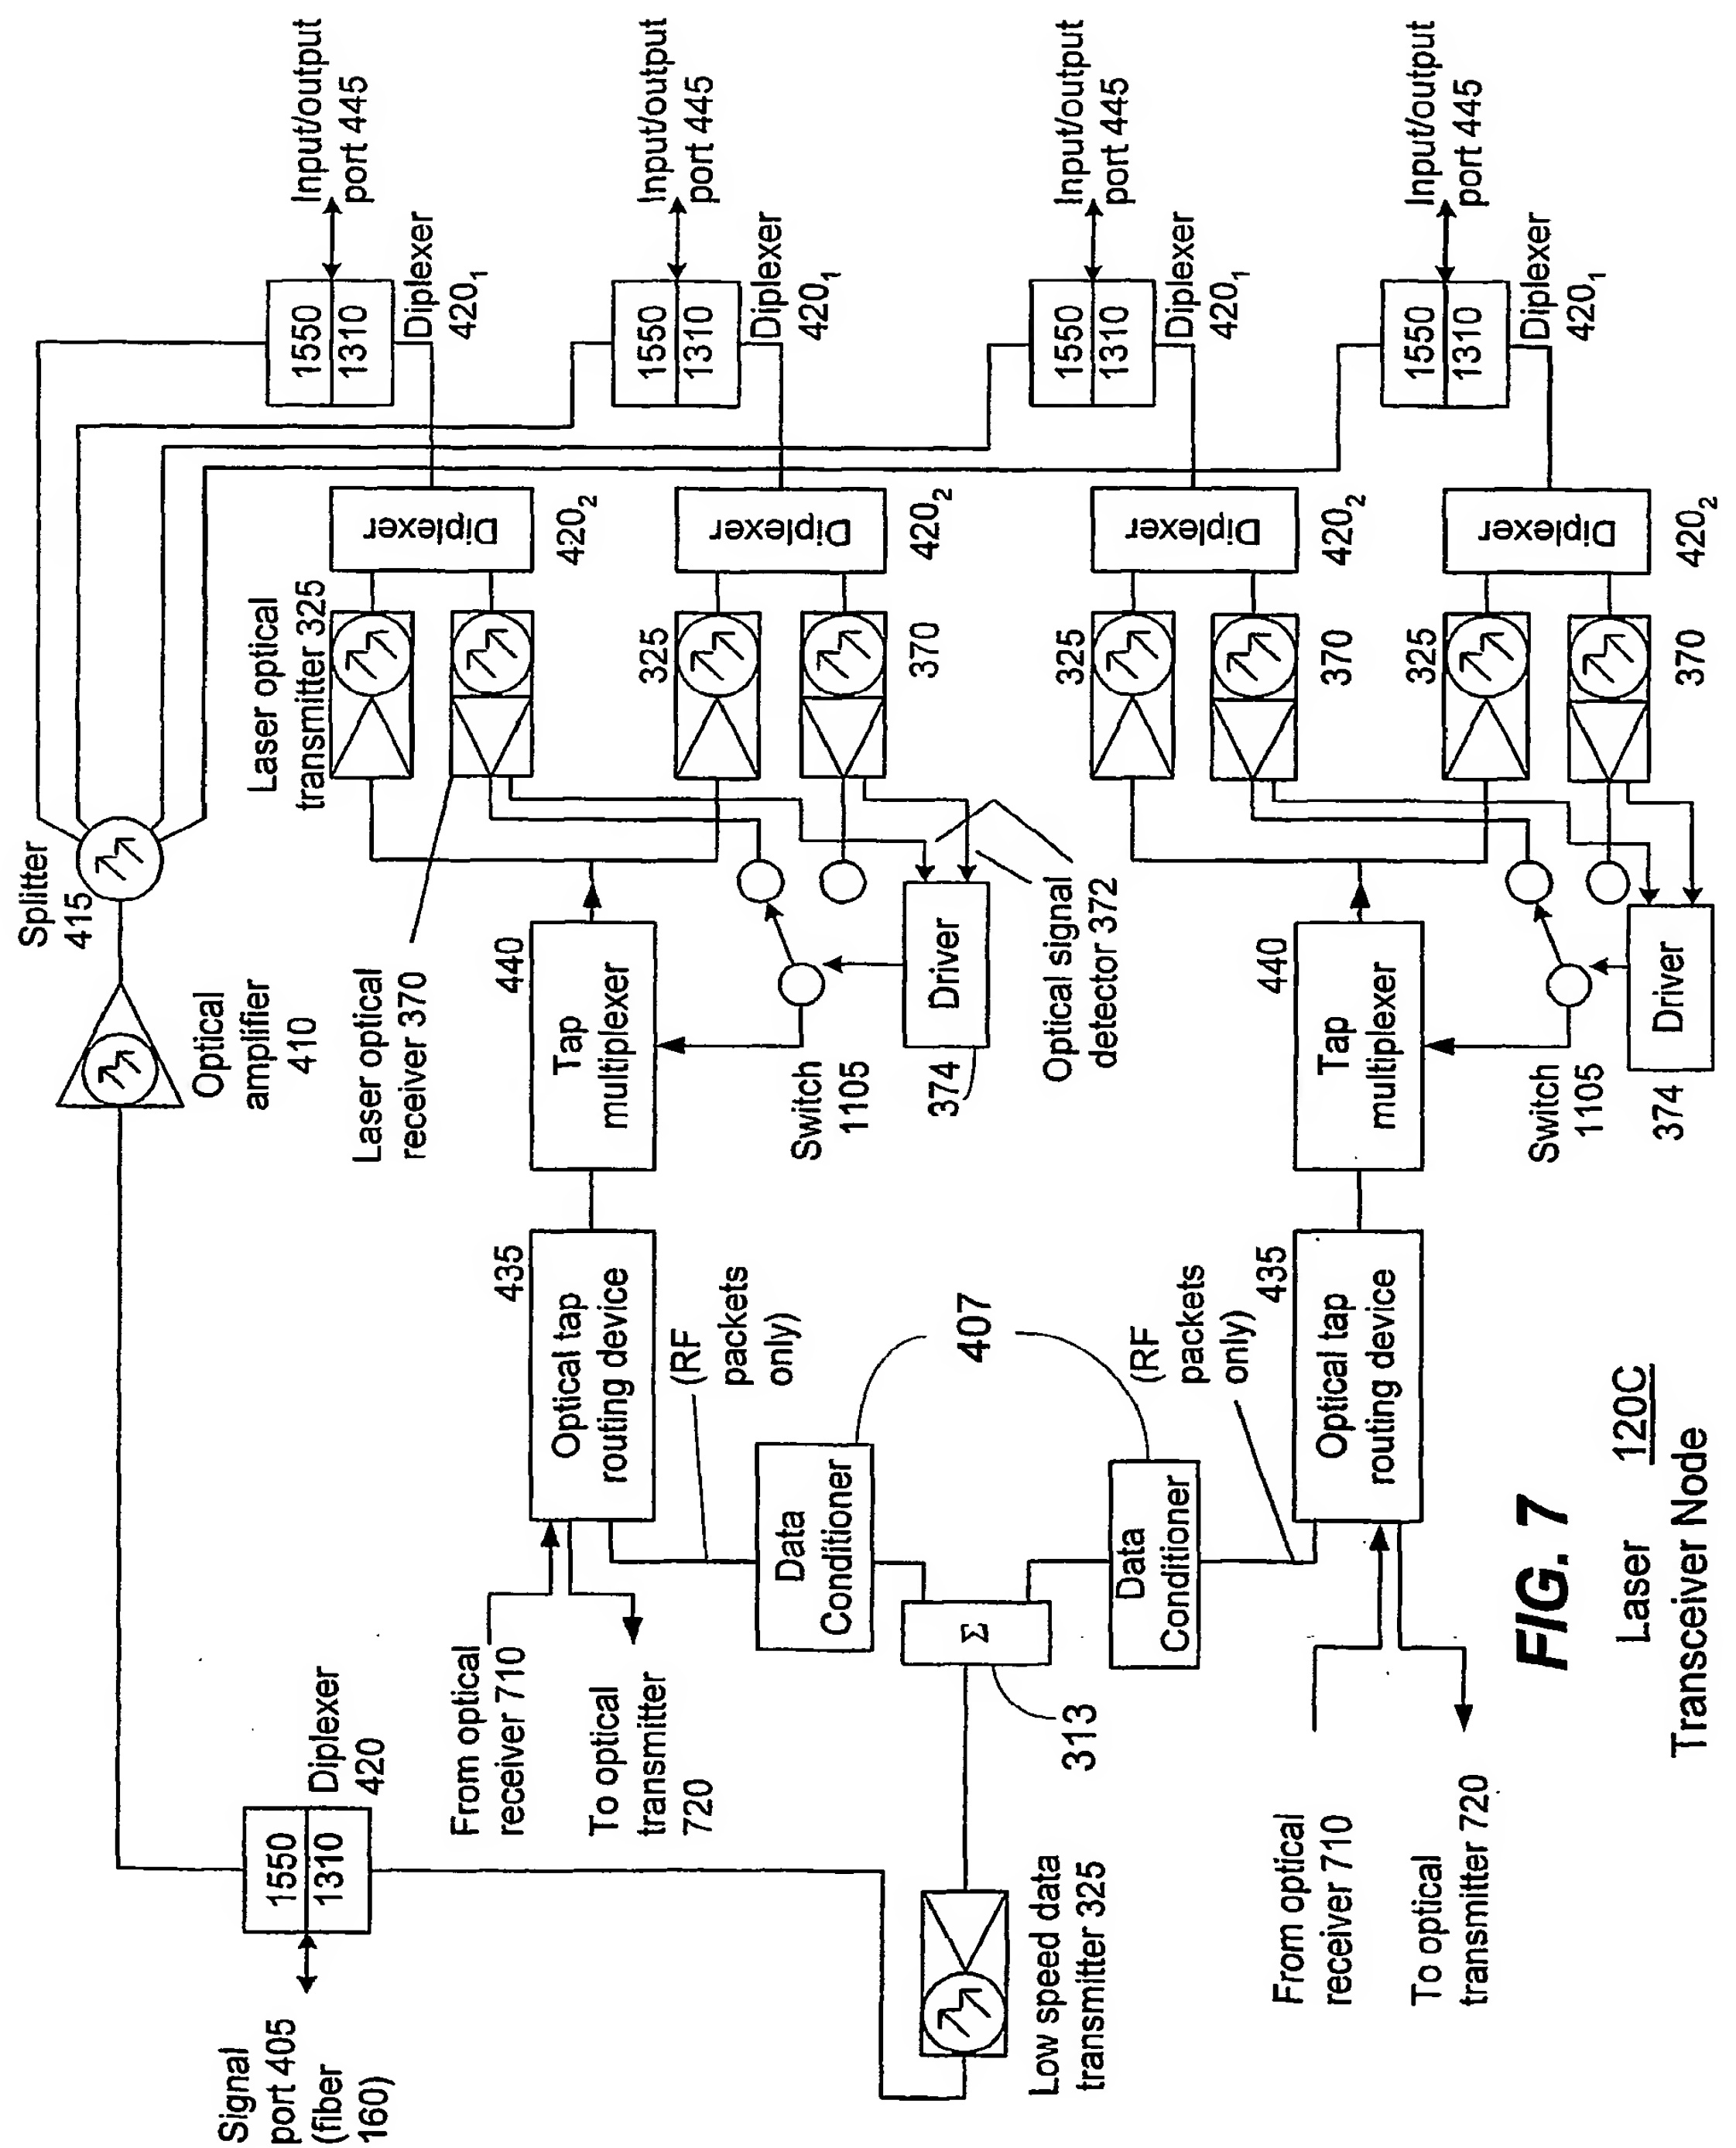 Signal
port 405
(fiber
160)
1550
1310
Diplexer
420
Optical
amplifier
410
Splitter
415
Laser optical
transmitter 325
Laser optical
receiver 370
Diplexer
420₂
1550
1310
Diplexer
420₁
Input/output
port 445
325
370
Diplexer
420₂
1550
1310
Diplexer
420₁
Input/output
port 445
From optical
receiver 710
To optical
transmitter
720
Optical tap
routing device
435
(RF
packets
only)
Tap
multiplexer
440
Switch
1105
Driver
374
Optical signal
detector 372
Data
Conditioner
407
Σ
313
Data
Conditioner
(RF
packets
only)
Low speed data
transmitter 325
325
370
Diplexer
420₂
1550
1310
Diplexer
420₁
Input/output
port 445
From optical
receiver 710
To optical
transmitter 720
Optical tap
routing device
435
Tap
multiplexer
440
Switch
1105
Driver
374
325
370
Diplexer
420₂
1550
1310
Diplexer
420₁
Input/output
port 445
FIG. 7
Laser 120C
Transceiver Node